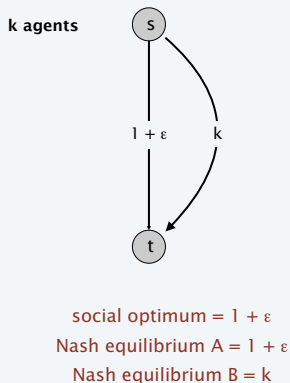 k agents
s
1 + ε
k
t
social optimum = 1 + ε
Nash equilibrium A = 1 + ε
Nash equilibrium B = k